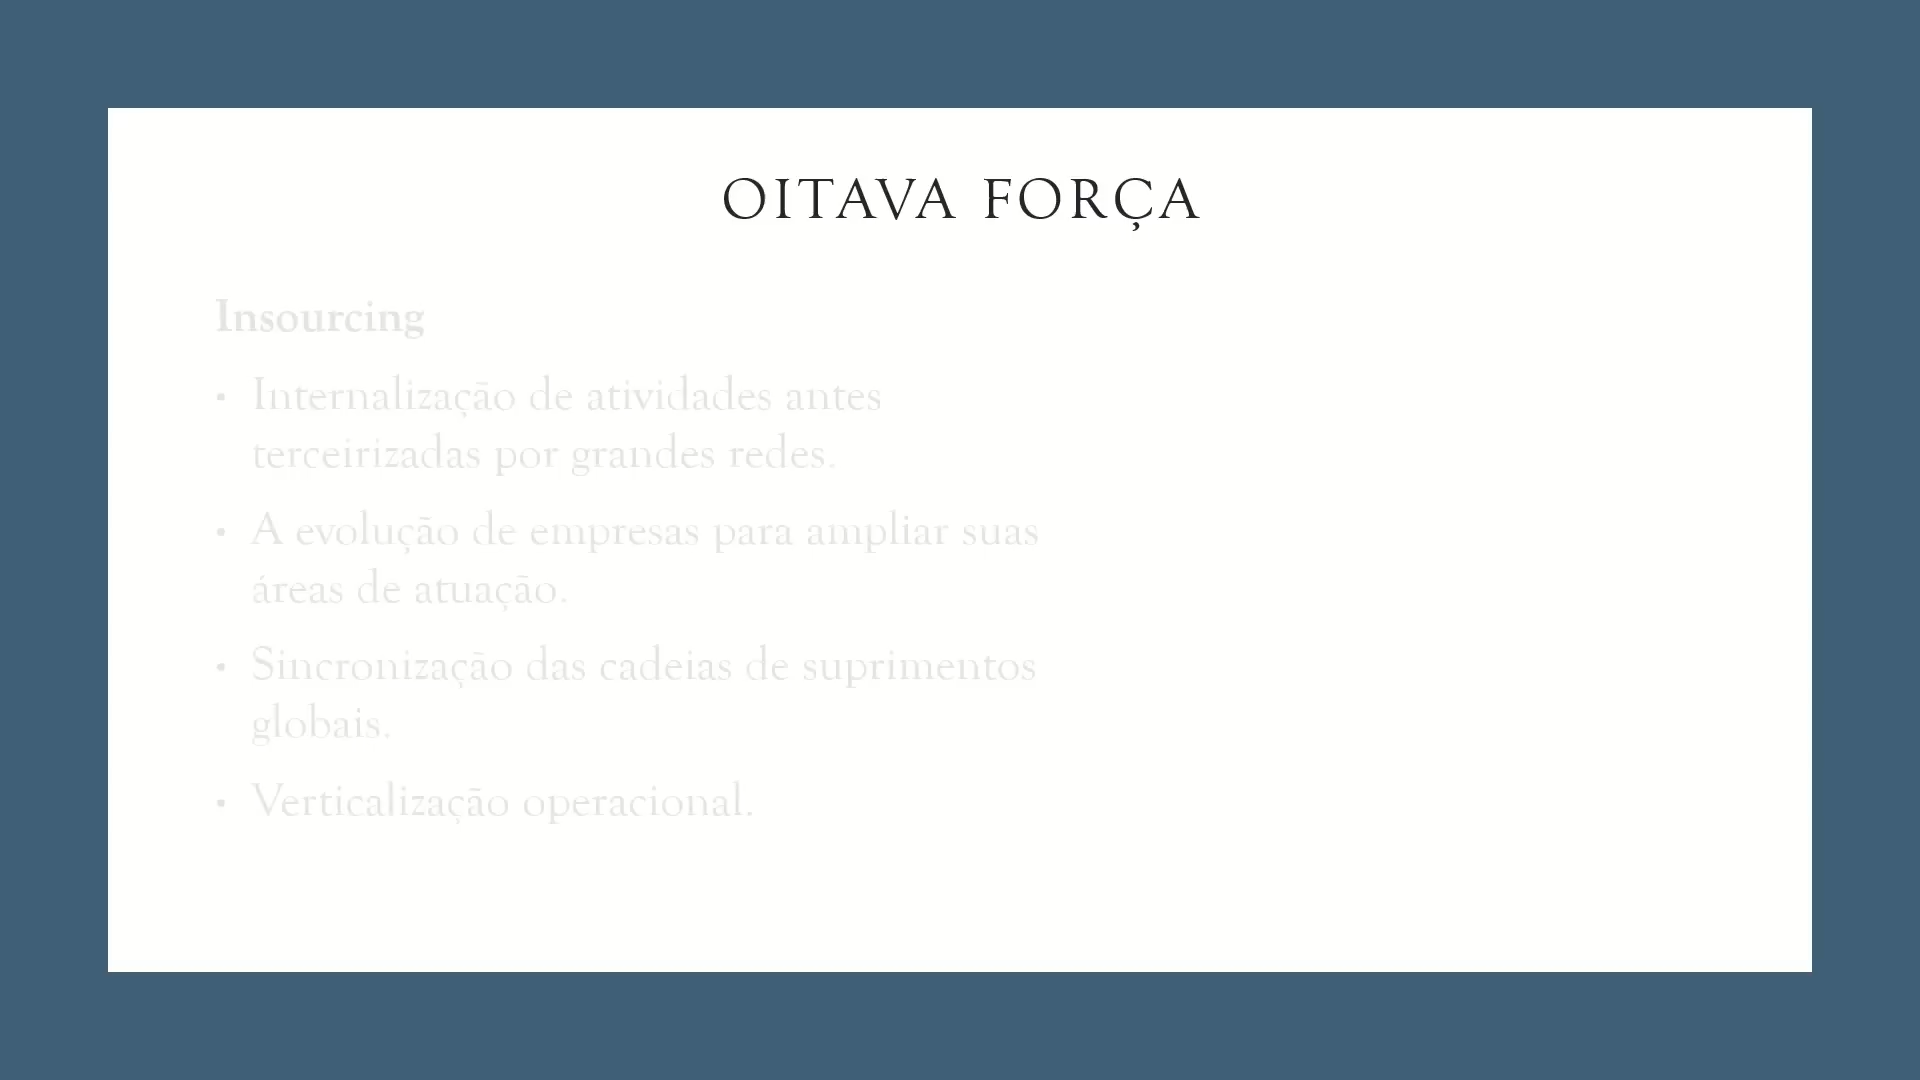 OITAVA FORÇA
Insourcing
• Internalização de atividades antes
terceirizadas por grandes redes.
• A evolução de empresas para ampliar suas
áreas de atuação.
• Sincronização das cadeias de suprimentos
globais.
• Verticalização operacional.